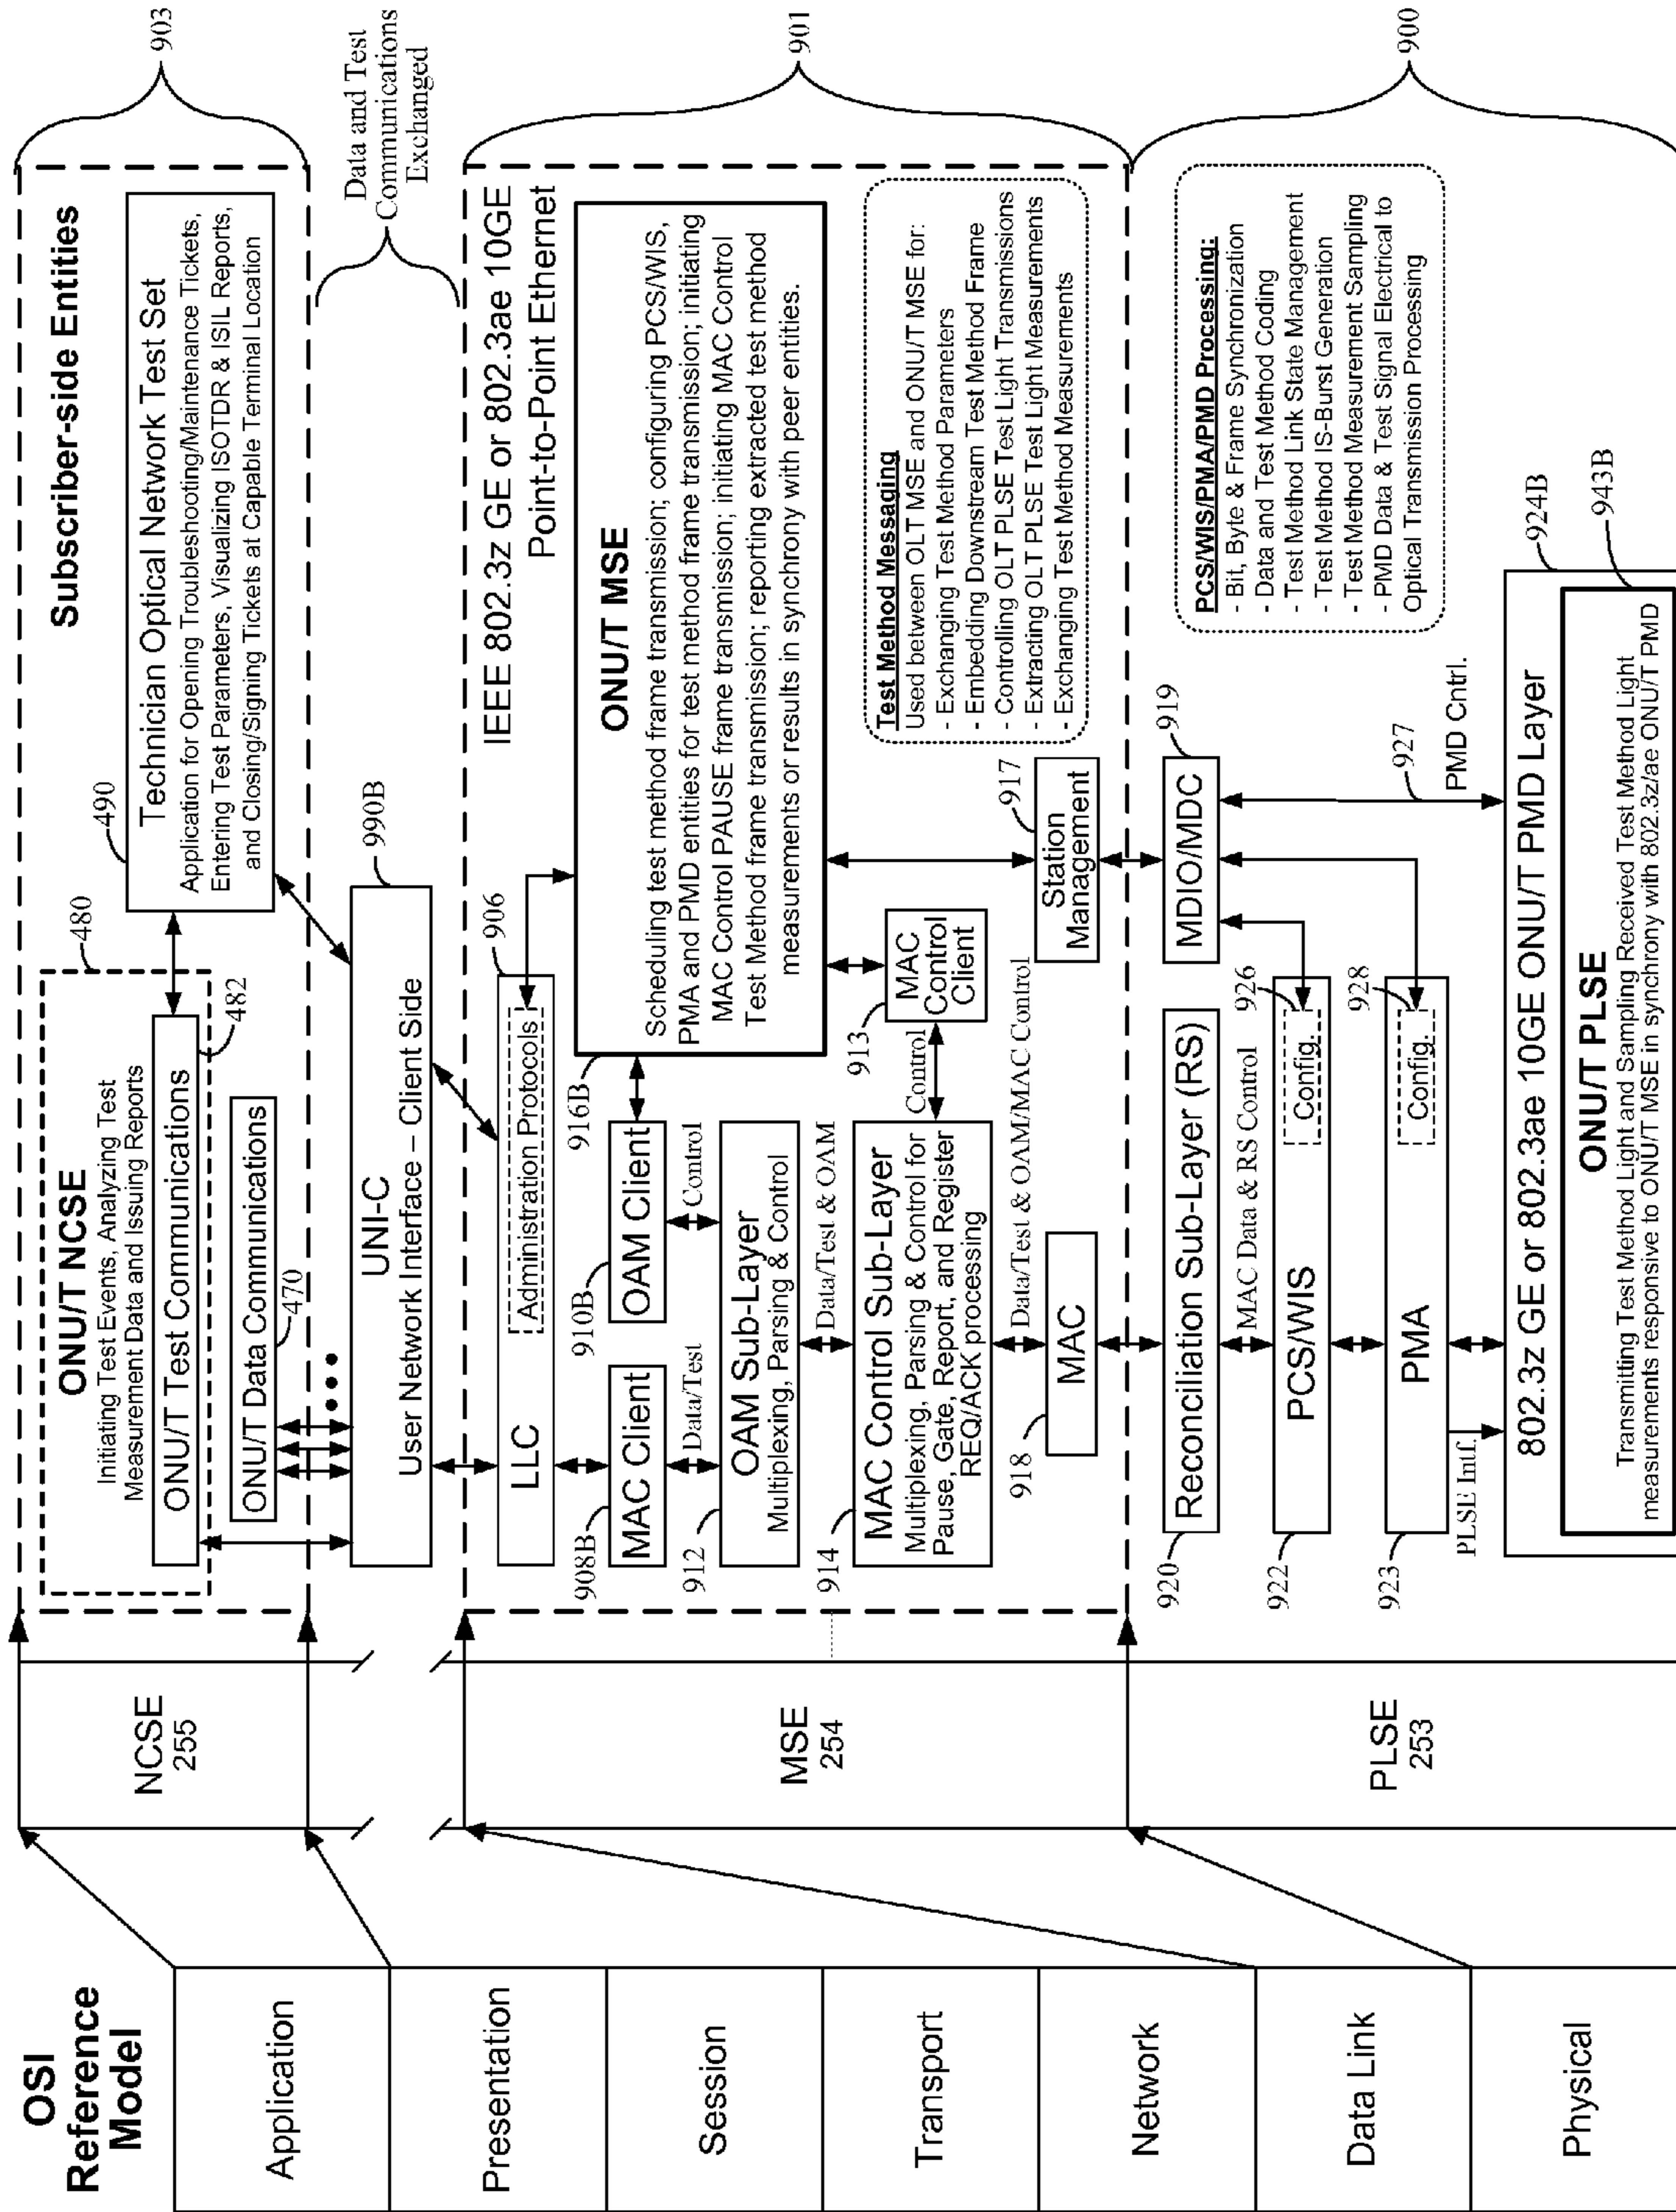 OSI
Reference
Model
Application
Presentation
Session
Transport
Network
Data Link
Physical
NCSE
255
MSE
254
PLSE
253
Subscriber-side Entities
903
480
ONU/T NCSE
Initiating Test Events, Analyzing Test
Measurement Data and Issuing Reports
ONU/T Test Communications
482
ONU/T Data Communications
470
490
Technician Optical Network Test Set
Application for Opening Troubleshooting/Maintenance Tickets,
Entering Test Parameters, Visualizing ISOTDR & ISIL Reports,
and Closing/Signing Tickets at Capable Terminal Location
990B
UNI-C
User Network Interface – Client Side
Data and Test
Communications
Exchanged
IEEE 802.3z GE or 802.3ae 10GE
Point-to-Point Ethernet
901
906
LLC
Administration Protocols
908B
MAC Client
910B
OAM Client
916B
Data/Test
Control
912
OAM Sub-Layer
Multiplexing, Parsing & Control
Data/Test & OAM
914
MAC Control Sub-Layer
Multiplexing, Parsing & Control for
Pause, Gate, Report, and Register
REQ/ACK processing
Control
913
MAC
Control
Client
Data/Test & OAM/MAC Control
918
MAC
917
Station
Management
ONU/T MSE
Scheduling test method frame transmission; configuring PCS/WIS,
PMA and PMD entities for test method frame transmission; initiating
MAC Control PAUSE frame transmission; initiating MAC Control
Test Method frame transmission; reporting extracted test method
measurements or results in synchrony with peer entities.
Test Method Messaging
Used between OLT MSE and ONU/T MSE for:
- Exchanging Test Method Parameters
- Embedding Downstream Test Method Frame
- Controlling OLT PLSE Test Light Transmissions
- Extracting OLT PLSE Test Light Measurements
- Exchanging Test Method Measurements
900
920
Reconciliation Sub-Layer (RS)
MDIO/MDC
919
MAC Data & RS Control
926
922
PCS/WIS
Config.
923
PMA
928
Config.
927
PMD Cntrl.
PLSE Intf.
PCS/WIS/PMA/PMD Processing:
- Bit, Byte & Frame Synchronization
- Data and Test Method Coding
- Test Method Link State Management
- Test Method IS-Burst Generation
- Test Method Measurement Sampling
- PMD Data & Test Signal Electrical to
Optical Transmission Processing
924B
802.3z GE or 802.3ae 10GE ONU/T PMD Layer
943B
ONU/T PLSE
Transmitting Test Method Light and Sampling Received Test Method Light
measurements responsive to ONU/T MSE in synchrony with 802.3z/ae ONU/T PMD